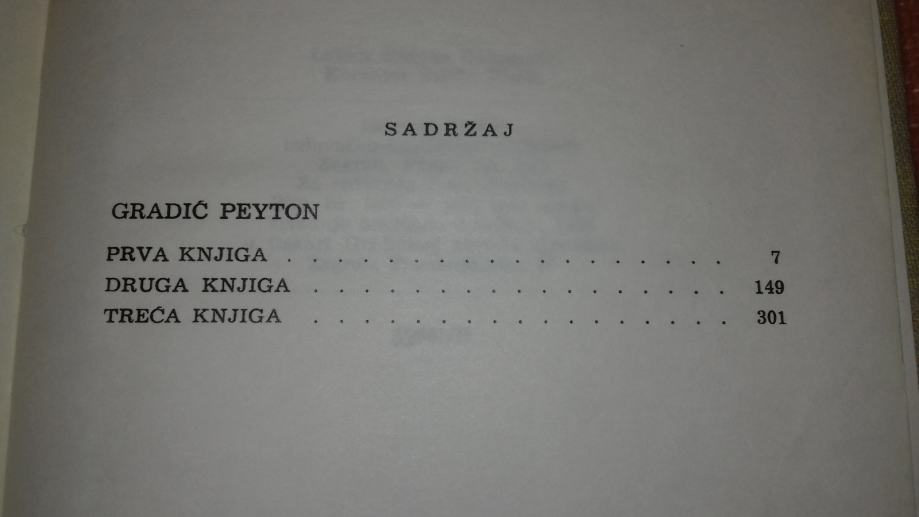 SADRŽAJ
GRADIĆ PEYTON
PRVA KNJIGA . . . . . . . . . . . . . . . . . . 7
DRUGA KNJIGA . . . . . . . . . . . . . . . . . 149
TREĆA KNJIGA . . . . . . . . . . . . . . . . . 301